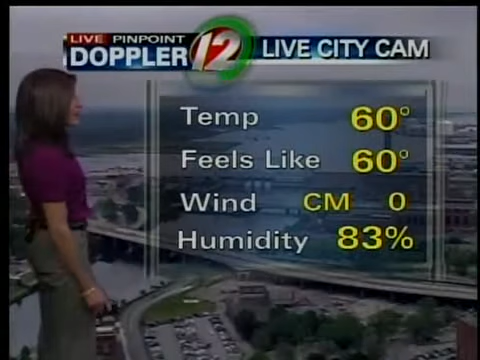 LIVE PINPOINT
DOPPLER 12
LIVE CITY CAM
Temp 60°
Feels Like 60°
Wind CM 0
Humidity 83%